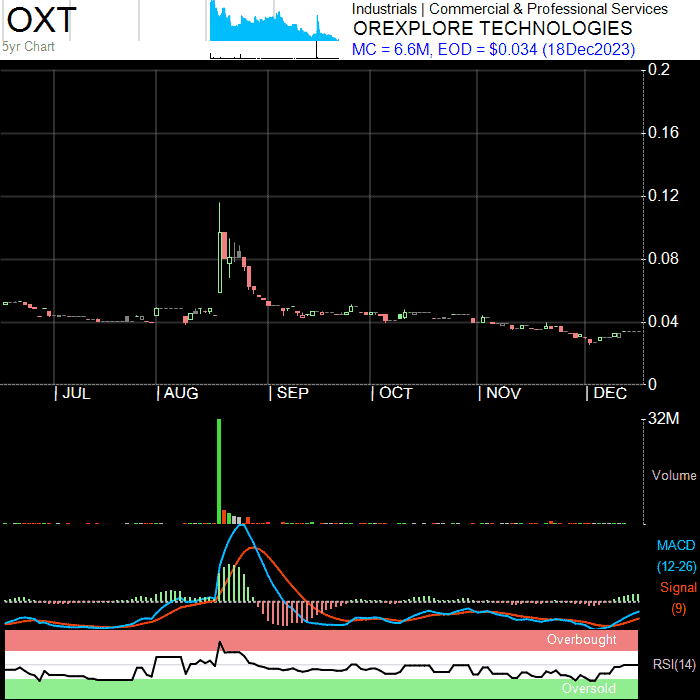 OXT
5yr Chart
Industrials | Commercial & Professional Services
OREXPLORE TECHNOLOGIES
MC = 6.6M, EOD = $0.034 (18Dec2023)
0.2
0.16
0.12
0.08
0.04
0
| JUL | AUG | SEP | OCT | NOV | DEC
32M
Volume
MACD
(12-26)
Signal
(9)
Overbought
RSI(14)
Oversold